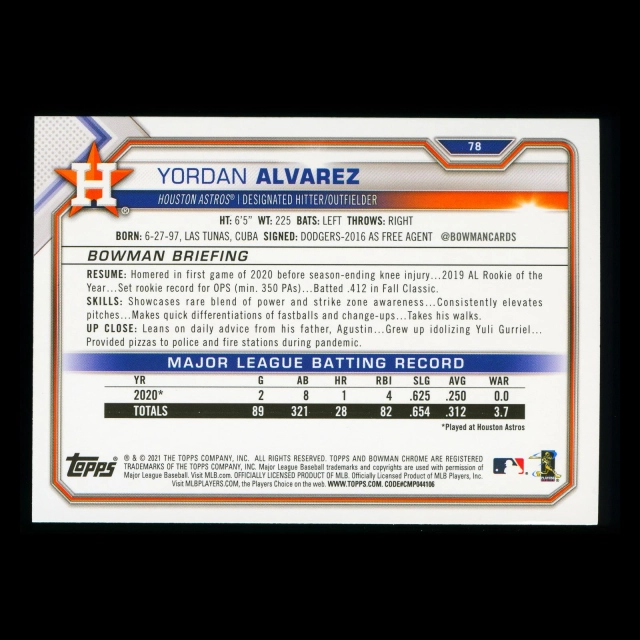 78
H
®
YORDAN ALVAREZ
HOUSTON ASTROS® | DESIGNATED HITTER/OUTFIELDER
HT: 6'5" WT: 225 BATS: LEFT THROWS: RIGHT
BORN: 6-27-97, LAS TUNAS, CUBA SIGNED: DODGERS-2016 AS FREE AGENT @BOWMANCARDS
BOWMAN BRIEFING
RESUME: Homered in first game of 2020 before season-ending knee injury...2019 AL Rookie of the
Year...Set rookie record for OPS (min. 350 PAs)...Batted .412 in Fall Classic.
SKILLS: Showcases rare blend of power and strike zone awareness...Consistently elevates
pitches...Makes quick differentiations of fastballs and change-ups...Takes his walks.
UP CLOSE: Leans on daily advice from his father, Agustin...Grew up idolizing Yuli Gurriel...
Provided pizzas to police and fire stations during pandemic.
MAJOR LEAGUE BATTING RECORD
YR G AB HR RBI SLG AVG WAR
2020* 2 8 1 4 .625 .250 0.0
TOTALS 89 321 28 82 .654 .312 3.7
*Played at Houston Astros
Topps® ® & © 2021 THE TOPPS COMPANY, INC. ALL RIGHTS RESERVED. TOPPS AND BOWMAN CHROME ARE REGISTERED
TRADEMARKS OF THE TOPPS COMPANY, INC. Major League Baseball trademarks and copyrights are used with permission of
Major League Baseball. Visit MLB.com. OFFICIALLY LICENSED PRODUCT OF MLB. OFFICIALLY LICENSED PRODUCT OF MLB Players, Inc.
Visit MLBPLAYERS.COM, the Players Choice on the web. WWW.TOPPS.COM. CODE#CMP044106